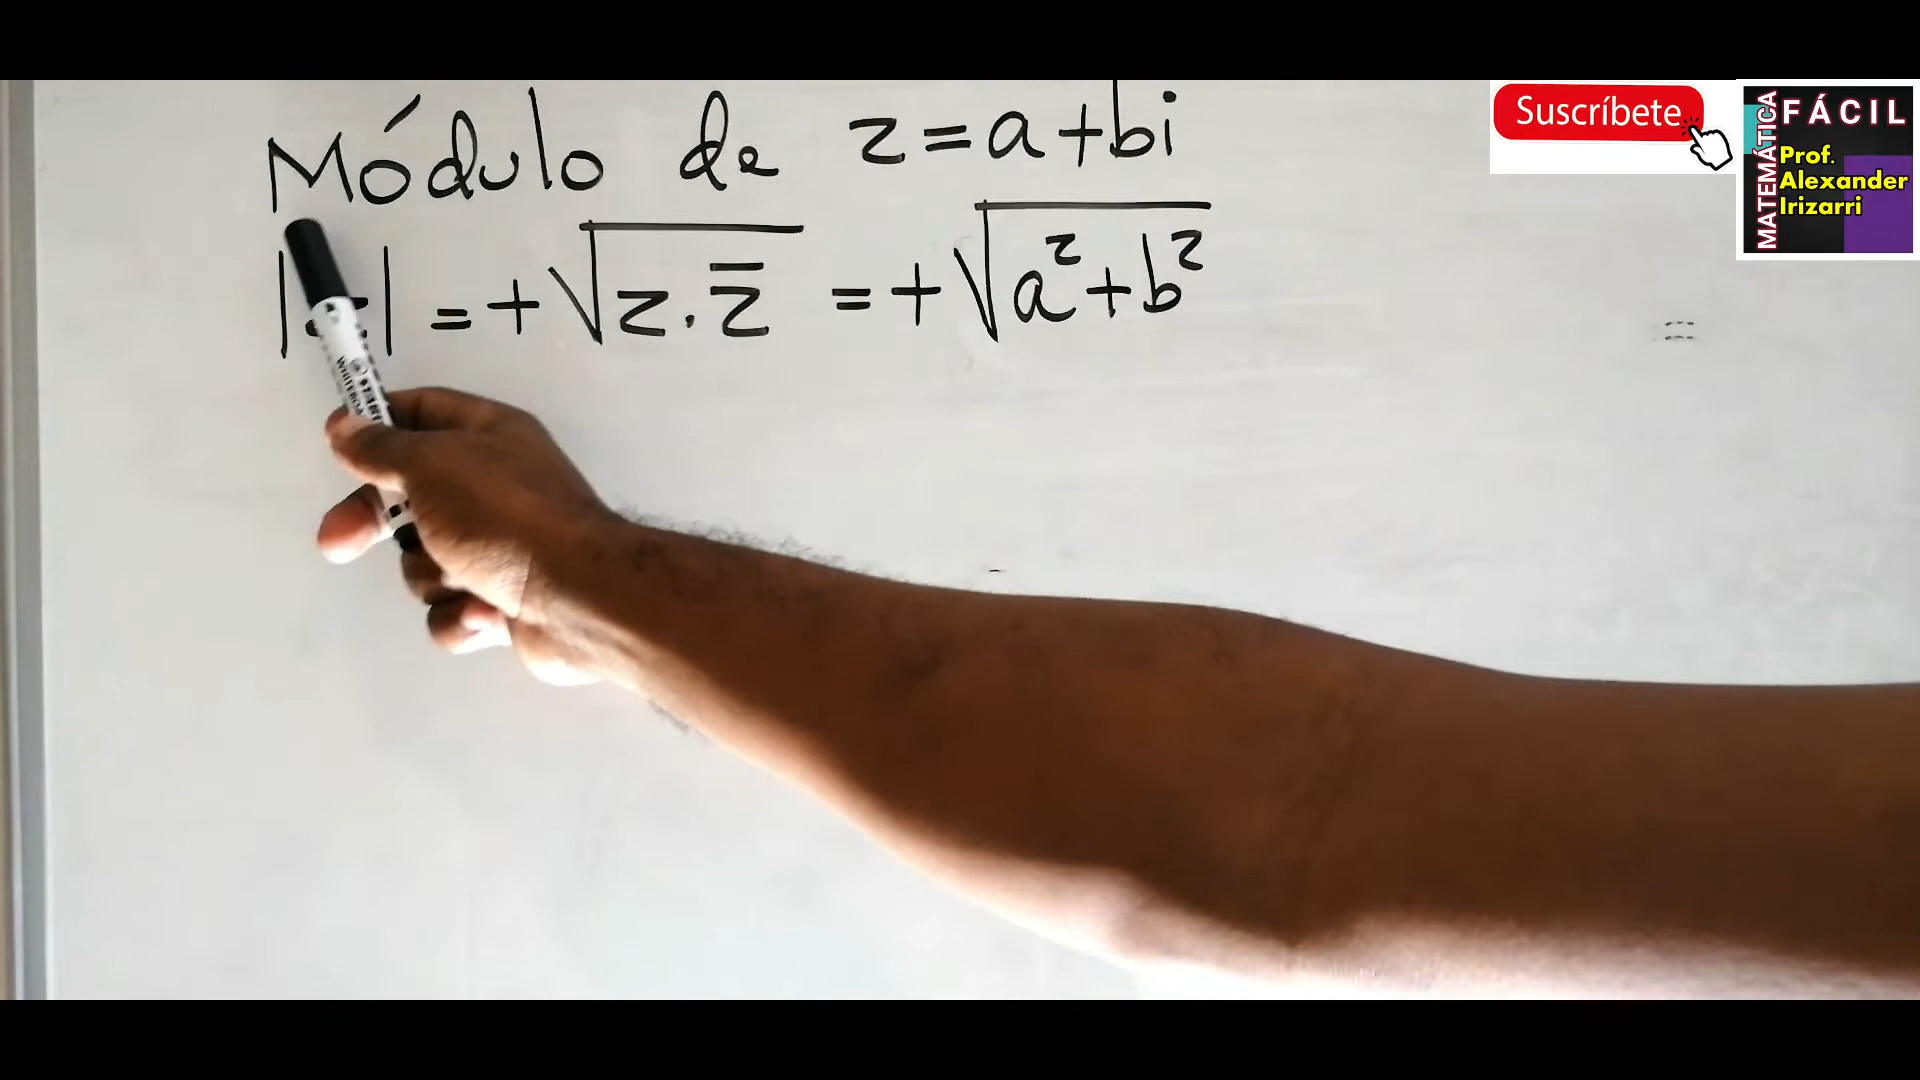 Módulo de z=a+bi
|z| = +√z.z̅ = +√a²+b²
Suscríbete
MATEMÁTICA
FÁCIL
Prof.
Alexander
Irizarri